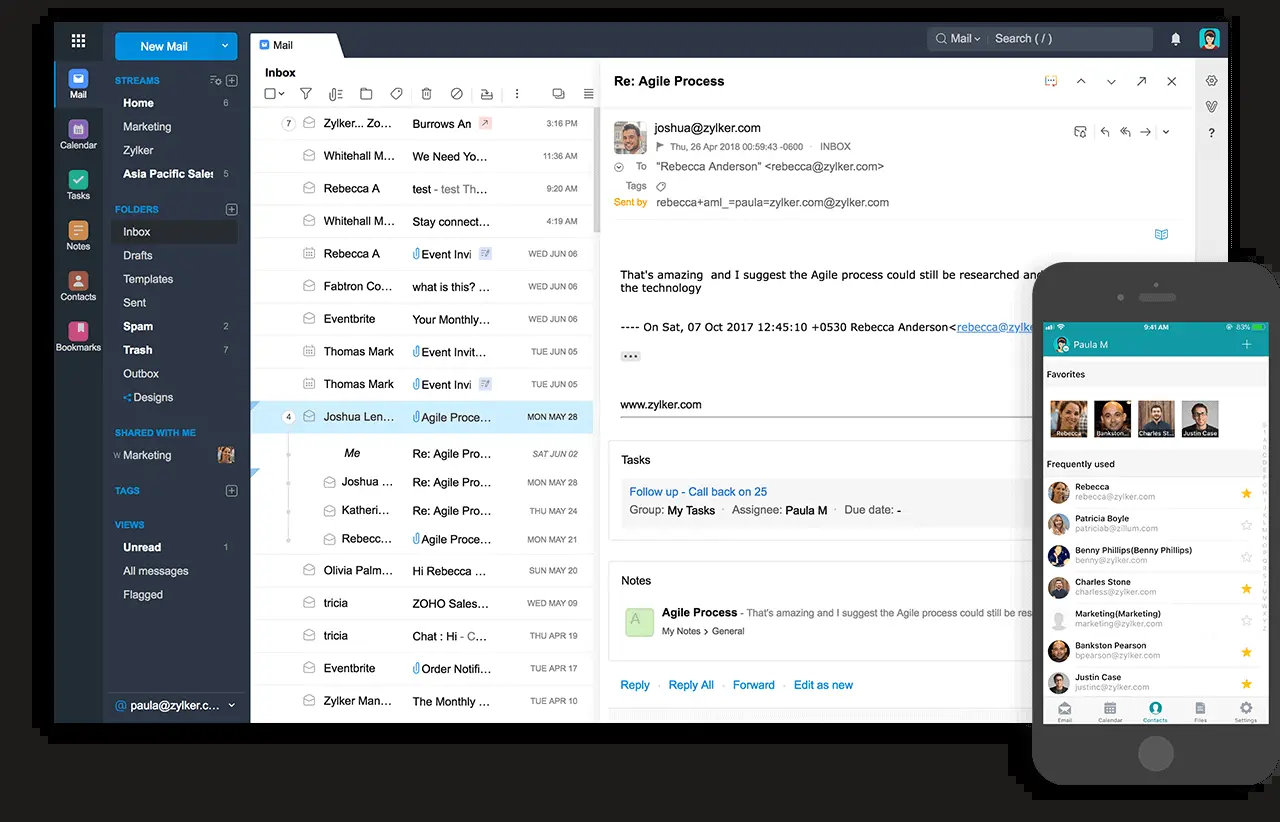 New Mail
Mail
Mail
Search ( / )
Mail
Calendar
Tasks
Notes
Contacts
Bookmarks
STREAMS
Home 6
Marketing
Zylker
Asia Pacific Sales 5
FOLDERS
Inbox
Drafts
Templates
Sent
Spam 2
Trash 7
Outbox
Designs
SHARED WITH ME
W Marketing
TAGS
VIEWS
Unread 1
All messages
Flagged
@ paula@zylker.c...
Inbox
7 Zylker... Zo... Burrows An 3:16 PM
Whitehall M... We Need Yo... 11:36 AM
Rebecca A test - test Th... 9:20 AM
Whitehall M... Stay connect... 4:19 AM
Rebecca A Event Invi WED JUN 06
Fabtron Co... what is this? ... WED JUN 06
Eventbrite Your Monthly... WED JUN 06
Thomas Mark Event Invit... TUE JUN 05
Thomas Mark Event Invi TUE JUN 05
4 Joshua Len... Agile Proce... MON MAY 28
Me Re: Agile Pro... SAT JUN 02
Joshua ... Re: Agile Pro... MON MAY 28
Katheri... Re: Agile Pro... THU MAY 24
Rebecc... Agile Proce... MON MAY 21
Olivia Palm... Hi Rebecca ... SUN MAY 20
tricia ZOHO Sales... WED MAY 09
tricia Chat : Hi - C... THU APR 19
Eventbrite Order Notifi... TUE APR 17
Zylker Man... The Monthly ... TUE APR 10
Re: Agile Process
joshua@zylker.com
Thu, 26 Apr 2018 00:59:43 -0600 · INBOX
To "Rebecca Anderson" <rebecca@zylker.com>
Tags
Sent by rebecca+aml_=paula=zylker.com@zylker.com
That's amazing and I suggest the Agile process could still be researched and
the technology
---- On Sat, 07 Oct 2017 12:45:10 +0530 Rebecca Anderson<rebecca@zylke
www.zylker.com
Tasks
Follow up - Call back on 25
Group: My Tasks · Assignee: Paula M · Due date: -
Notes
A
Agile Process - That's amazing and I suggest the Agile process could still be res
My Notes > General
Reply · Reply All · Forward · Edit as new
?
9:41 AM
83%
Paula M
+
Favorites
Rebecca
Bankston...
Charles St...
Justin Case
Frequently used
Rebecca
rebecca@zylker.com
Patricia Boyle
patriciab@zillum.com
Benny Phillips(Benny Phillips)
benny@zylker.com
Charles Stone
charless@zylker.com
Marketing(Marketing)
marketing@zylker.com
Bankston Pearson
bpearson@zylker.com
Justin Case
justinc@zylker.com
Email
Calendar
Contacts
Files
Settings